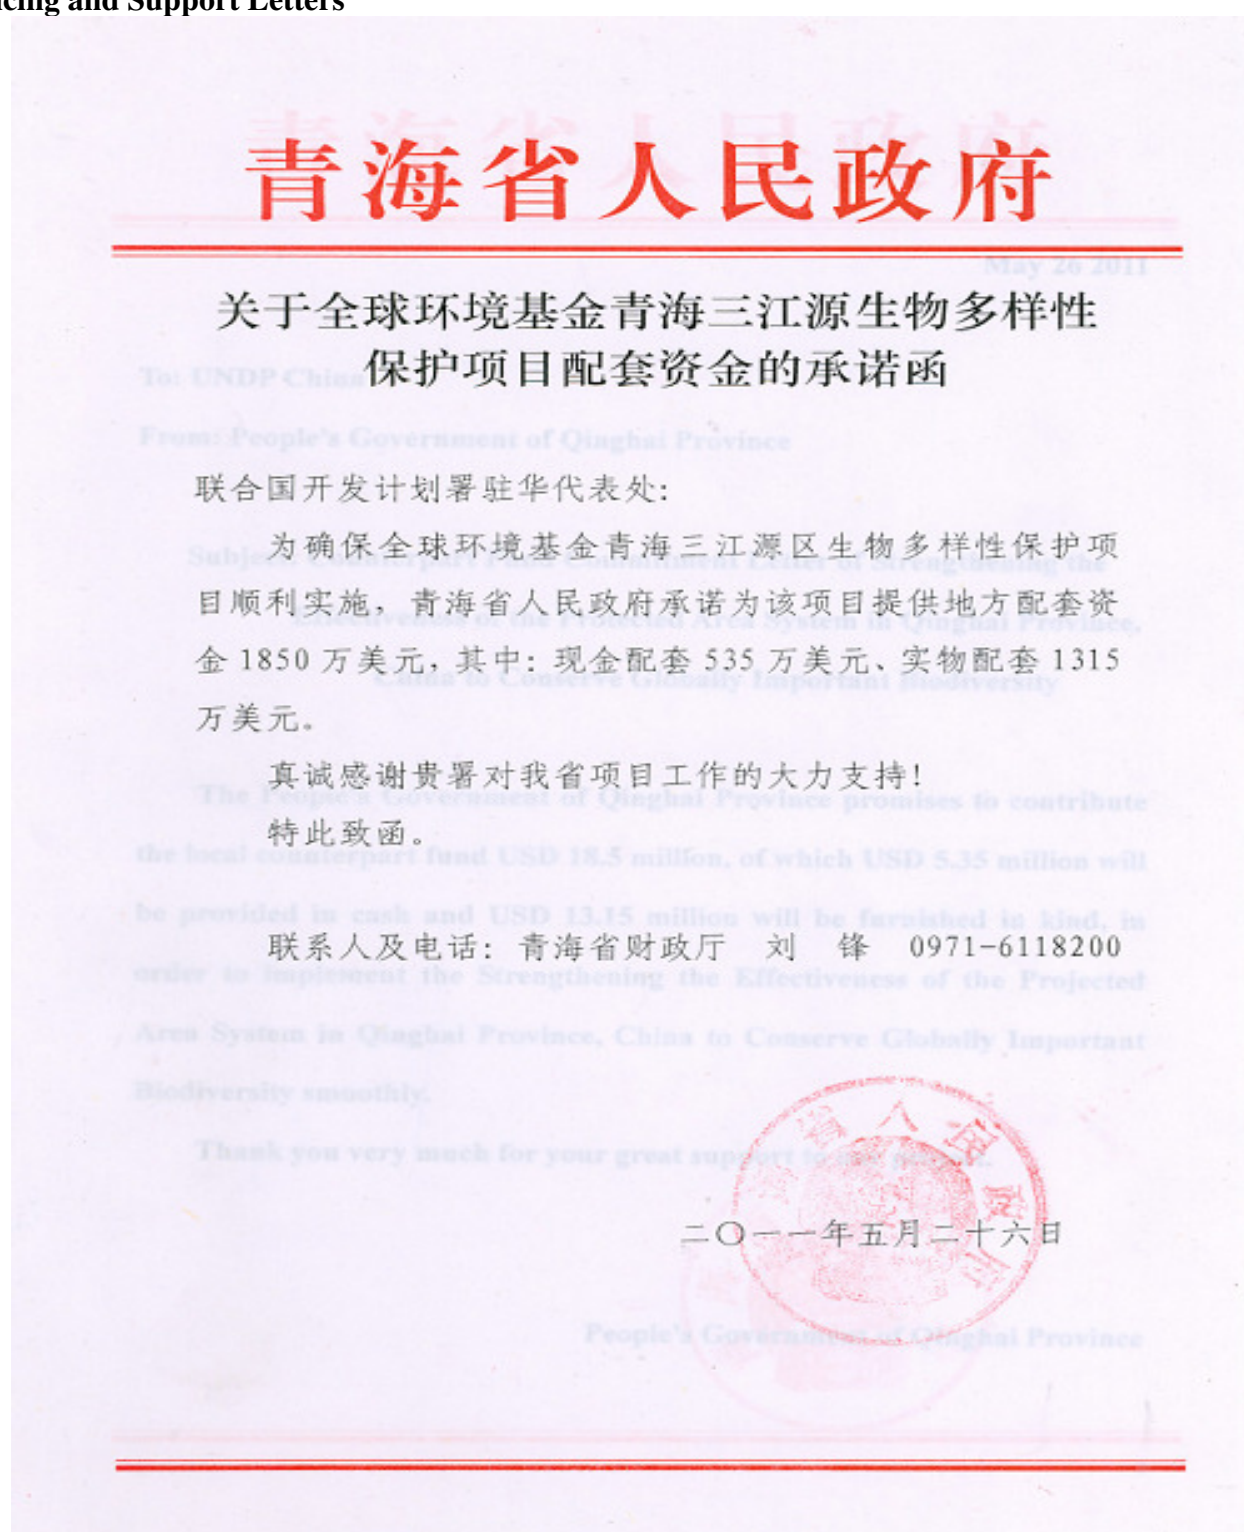 cing and Support Letters
青海省人民政府
May 26 2011
关于全球环境基金青海三江源生物多样性
保护项目配套资金的承诺函
To: UNDP China
From: People's Government of Qinghai Province
联合国开发计划署驻华代表处:
为确保全球环境基金青海三江源区生物多样性保护项
Subject: Counterpart Fund Commitment Letter of Strengthening the
目顺利实施，青海省人民政府承诺为该项目提供地方配套资
Effectiveness of the Protected Area System in Qinghai Province,
金 1850 万美元，其中: 现金配套 535 万美元、实物配套 1315
China to Conserve Globally Important Biodiversity
万美元。
真诚感谢贵署对我省项目工作的大力支持!
The People's Government of Qinghai Province promises to contribute
特此致函。
the local counterpart fund USD 18.5 million, of which USD 5.35 million will
be provided in cash and USD 13.15 million will be furnished in kind, in
联系人及电话: 青海省财政厅 刘 锋 0971-6118200
order to implement the Strengthening the Effectiveness of the Projected
Area System in Qinghai Province, China to Conserve Globally Important
Biodiversity smoothly.
省人民政府
Thank you very much for your great support to our project.
二〇一一年五月二十六日
People's Government of Qinghai Province